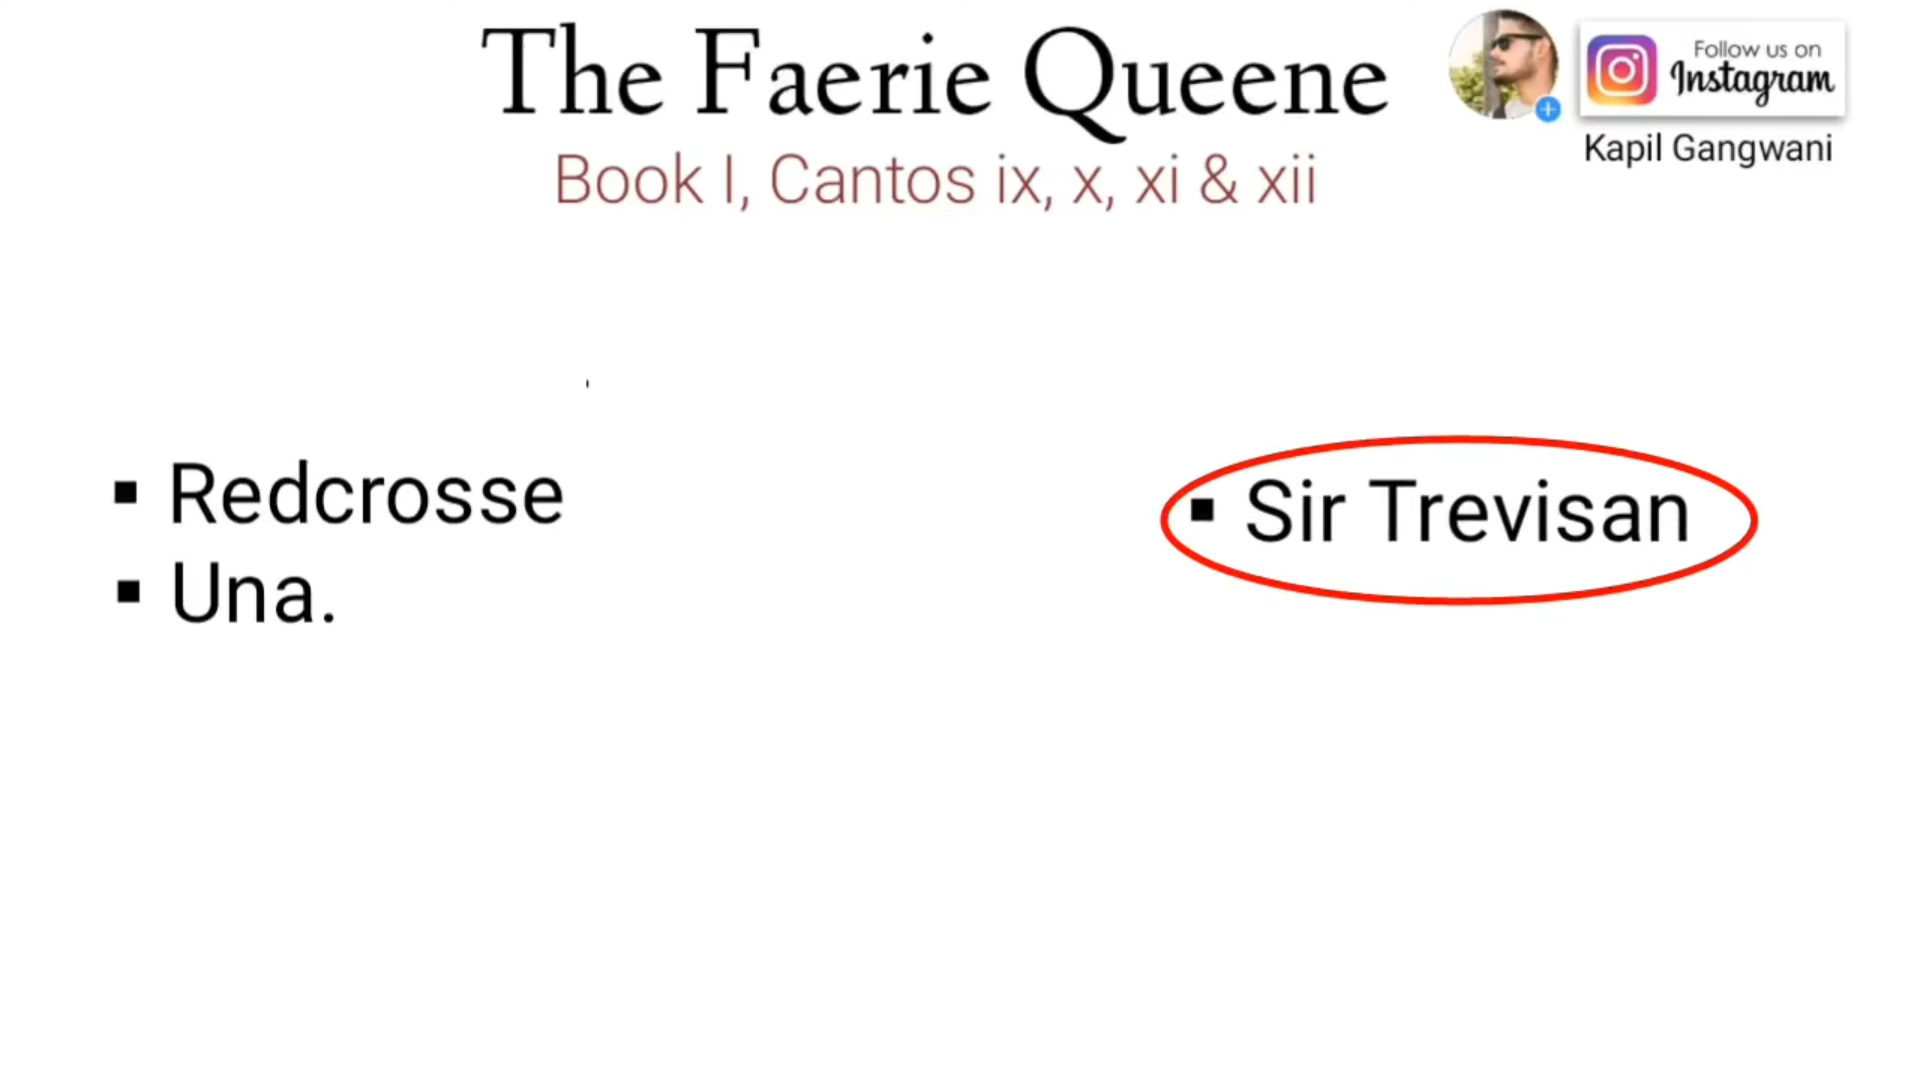 The Faerie Queene
Book I, Cantos ix, x, xi & xii
Follow us on
Instagram
Kapil Gangwani
▪ Redcrosse
▪ Una.
▪ Sir Trevisan